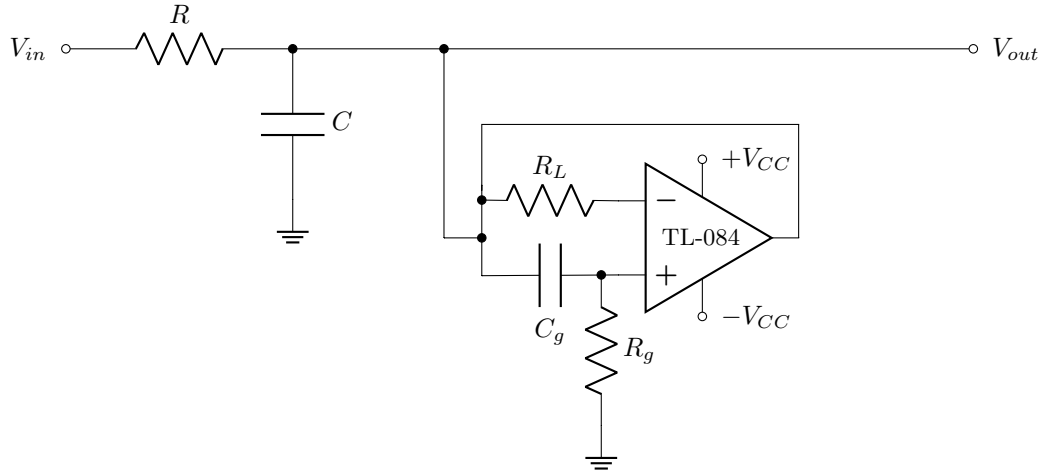 R
V_in
V_out
C
R_L
+V_CC
−
TL-084
+
−V_CC
C_g
R_g